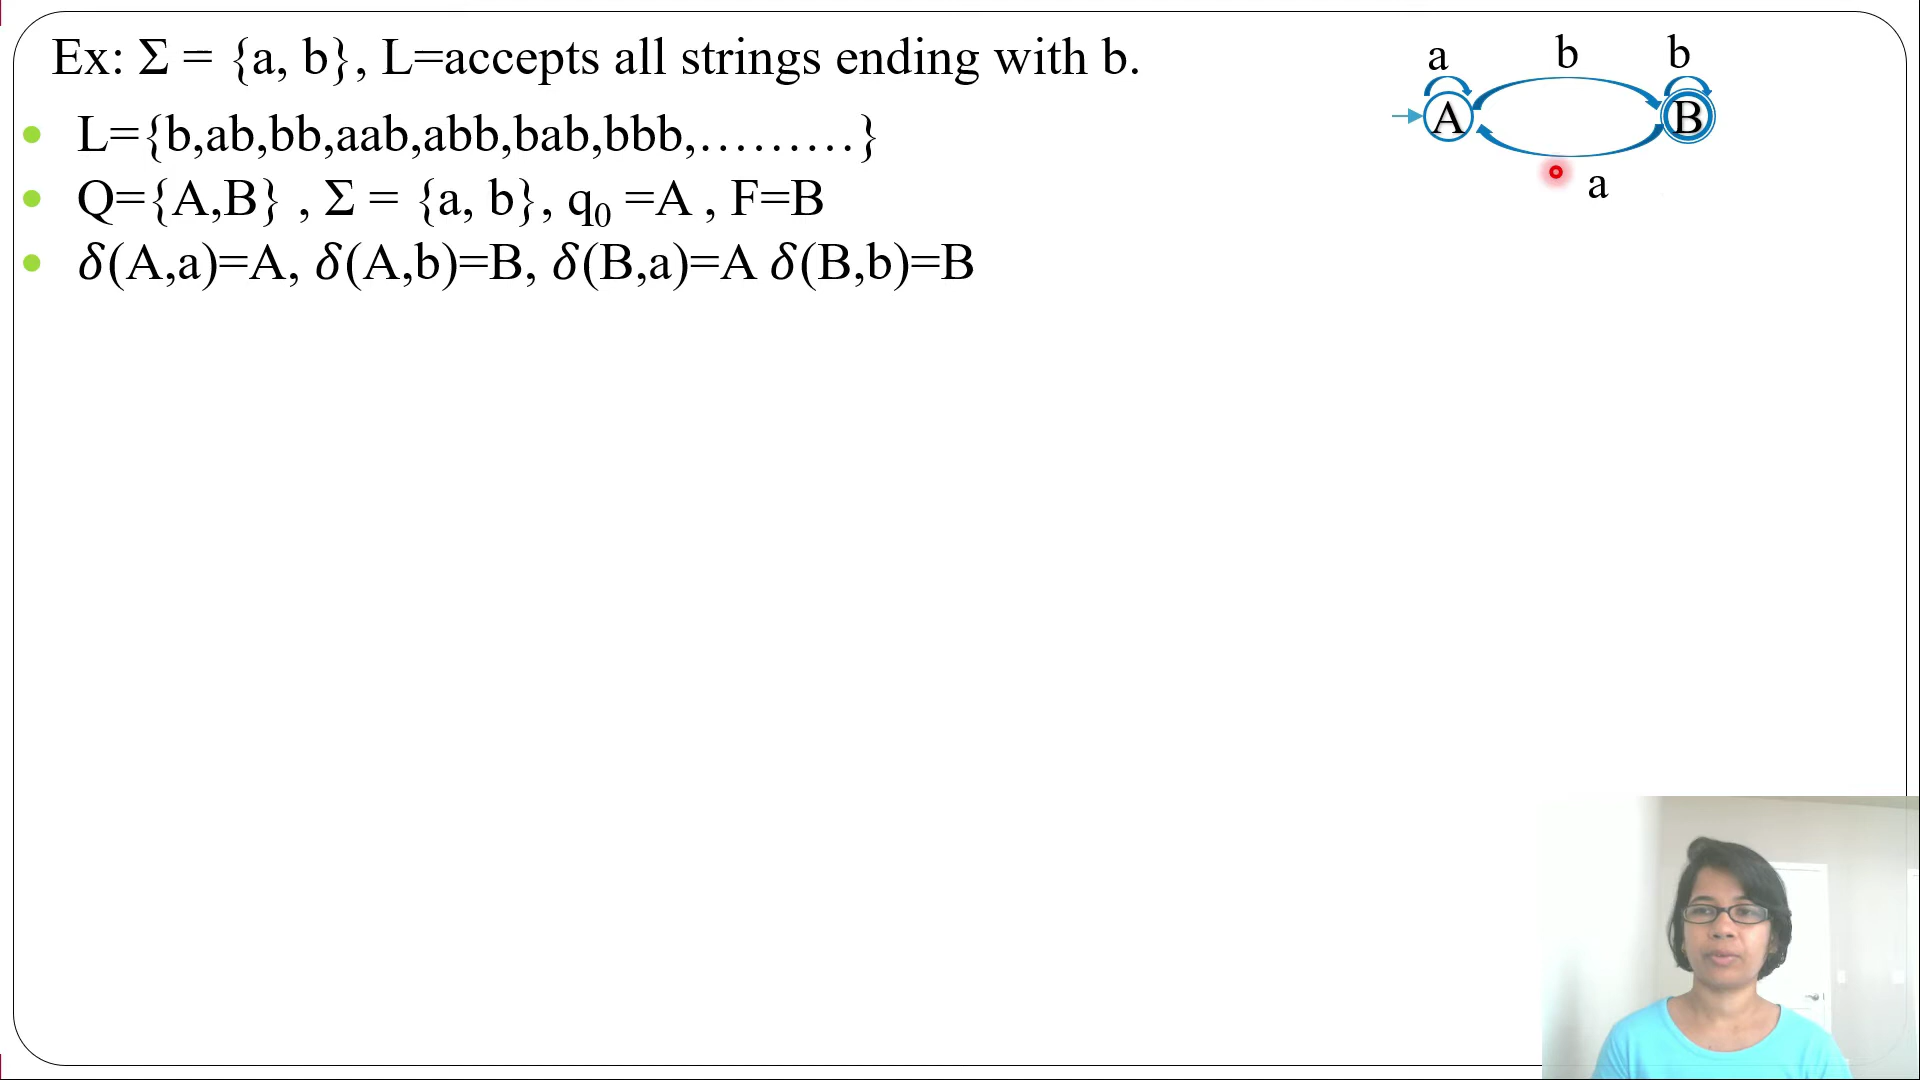 Ex: Σ = {a, b}, L=accepts all strings ending with b.
L={b,ab,bb,aab,abb,bab,bbb,………}
Q={A,B} , Σ = {a, b}, q₀ =A , F=B
𝛿(A,a)=A, 𝛿(A,b)=B, 𝛿(B,a)=A 𝛿(B,b)=B
a b b
A B
a